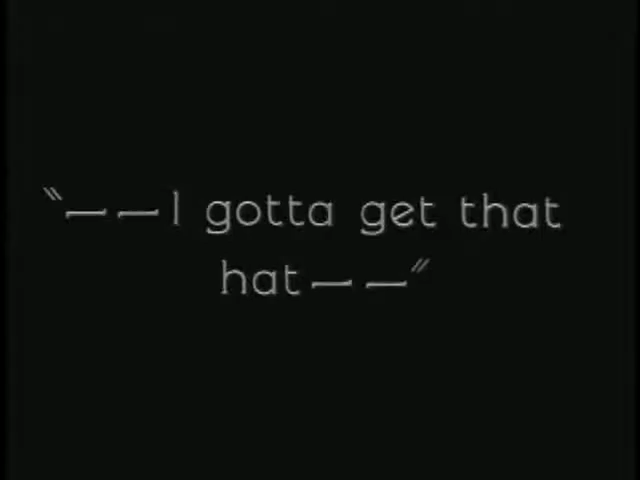 "——I gotta get that
hat——"